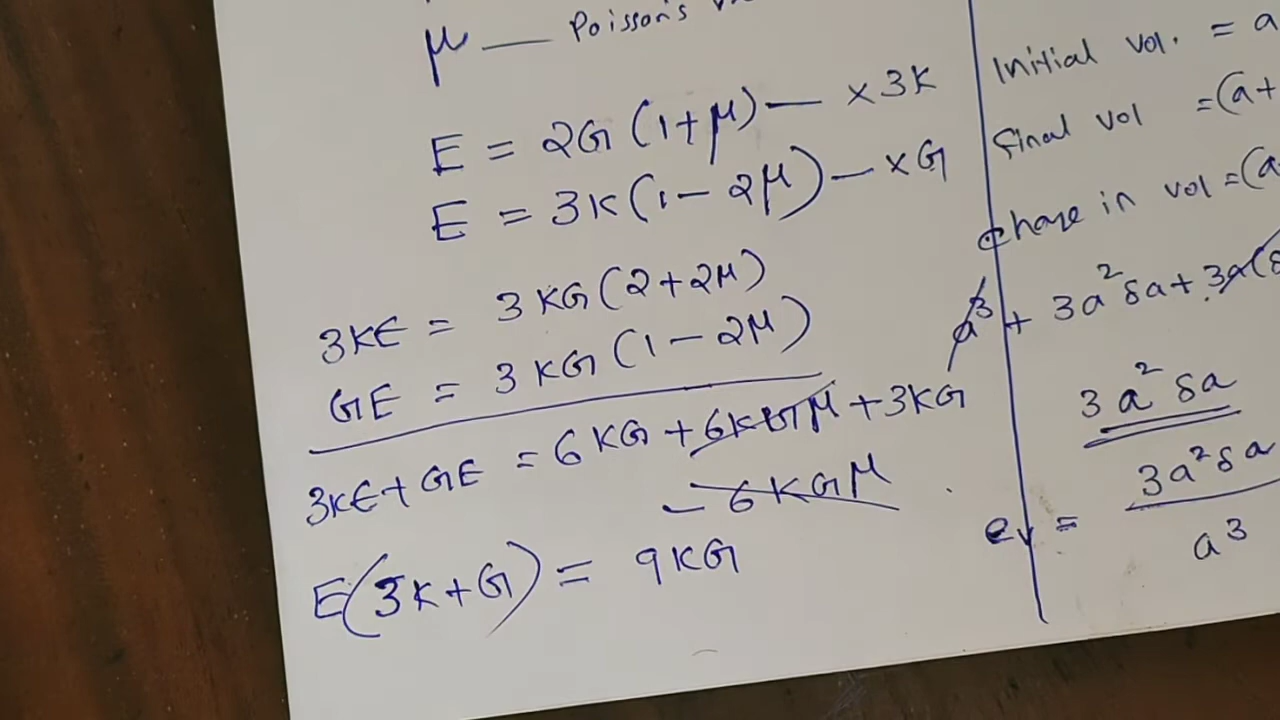 μ — Poisson's
E = 2G (1+μ) — ×3K
E = 3K (1 - 2μ) — ×G
3KE = 3KG (2+2μ)
GE = 3KG (1 - 2μ)
3KE + GE = 6KG + 6KGμ + 3KG
- 6KGμ
E(3K+G) = 9KG
Initial vol. = a
final vol = (a+
chane in vol = (a
a³ + 3a²δa + 3a(δ
3a²δa
ev = 3a²δa
a³